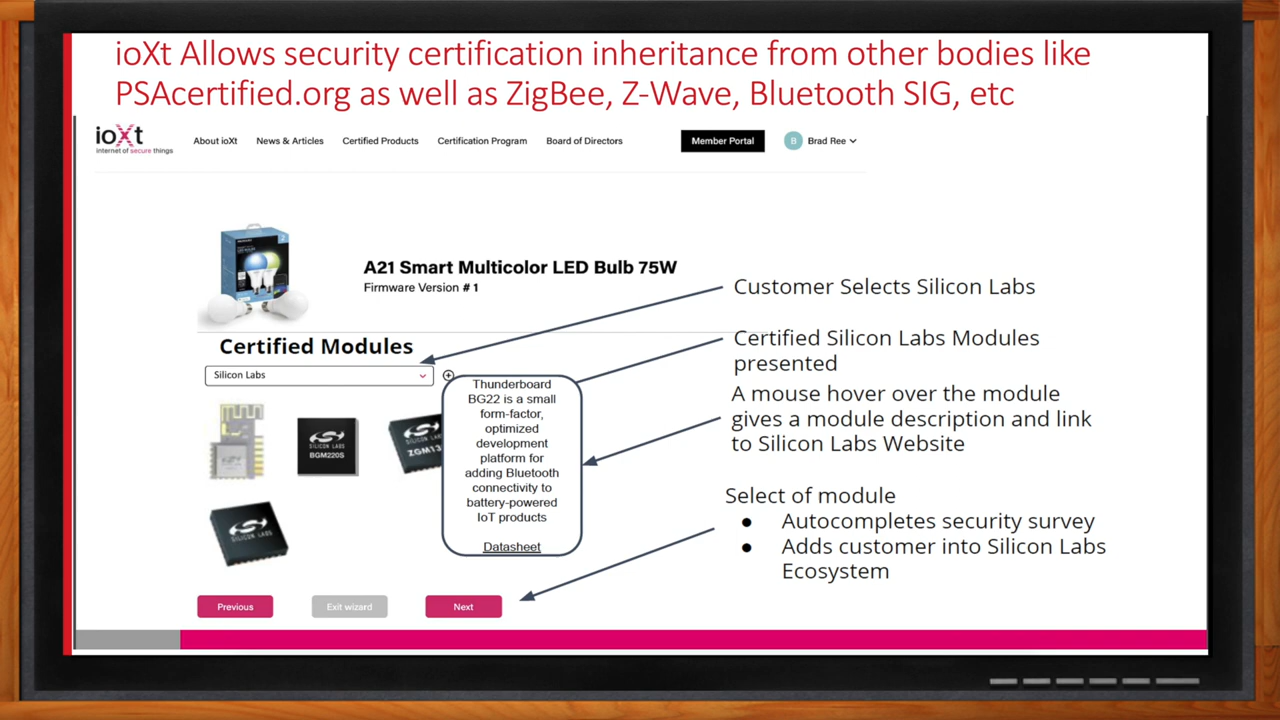 ioXt Allows security certification inheritance from other bodies like
PSAcertified.org as well as ZigBee, Z-Wave, Bluetooth SIG, etc
ioXt
internet of secure things
About ioXt
News & Articles
Certified Products
Certification Program
Board of Directors
Member Portal
B
Brad Ree
A21 Smart Multicolor LED Bulb 75W
Firmware Version # 1
Customer Selects Silicon Labs
Certified Modules
Silicon Labs
Certified Silicon Labs Modules
presented
Thunderboard
BG22 is a small
form-factor,
optimized
development
platform for
adding Bluetooth
connectivity to
battery-powered
IoT products
Datasheet
A mouse hover over the module
gives a module description and link
to Silicon Labs Website
SILICON LABS
BGM220S
ZGM13
SILICON LABS
Select of module
● Autocompletes security survey
● Adds customer into Silicon Labs
Ecosystem
Previous
Exit wizard
Next